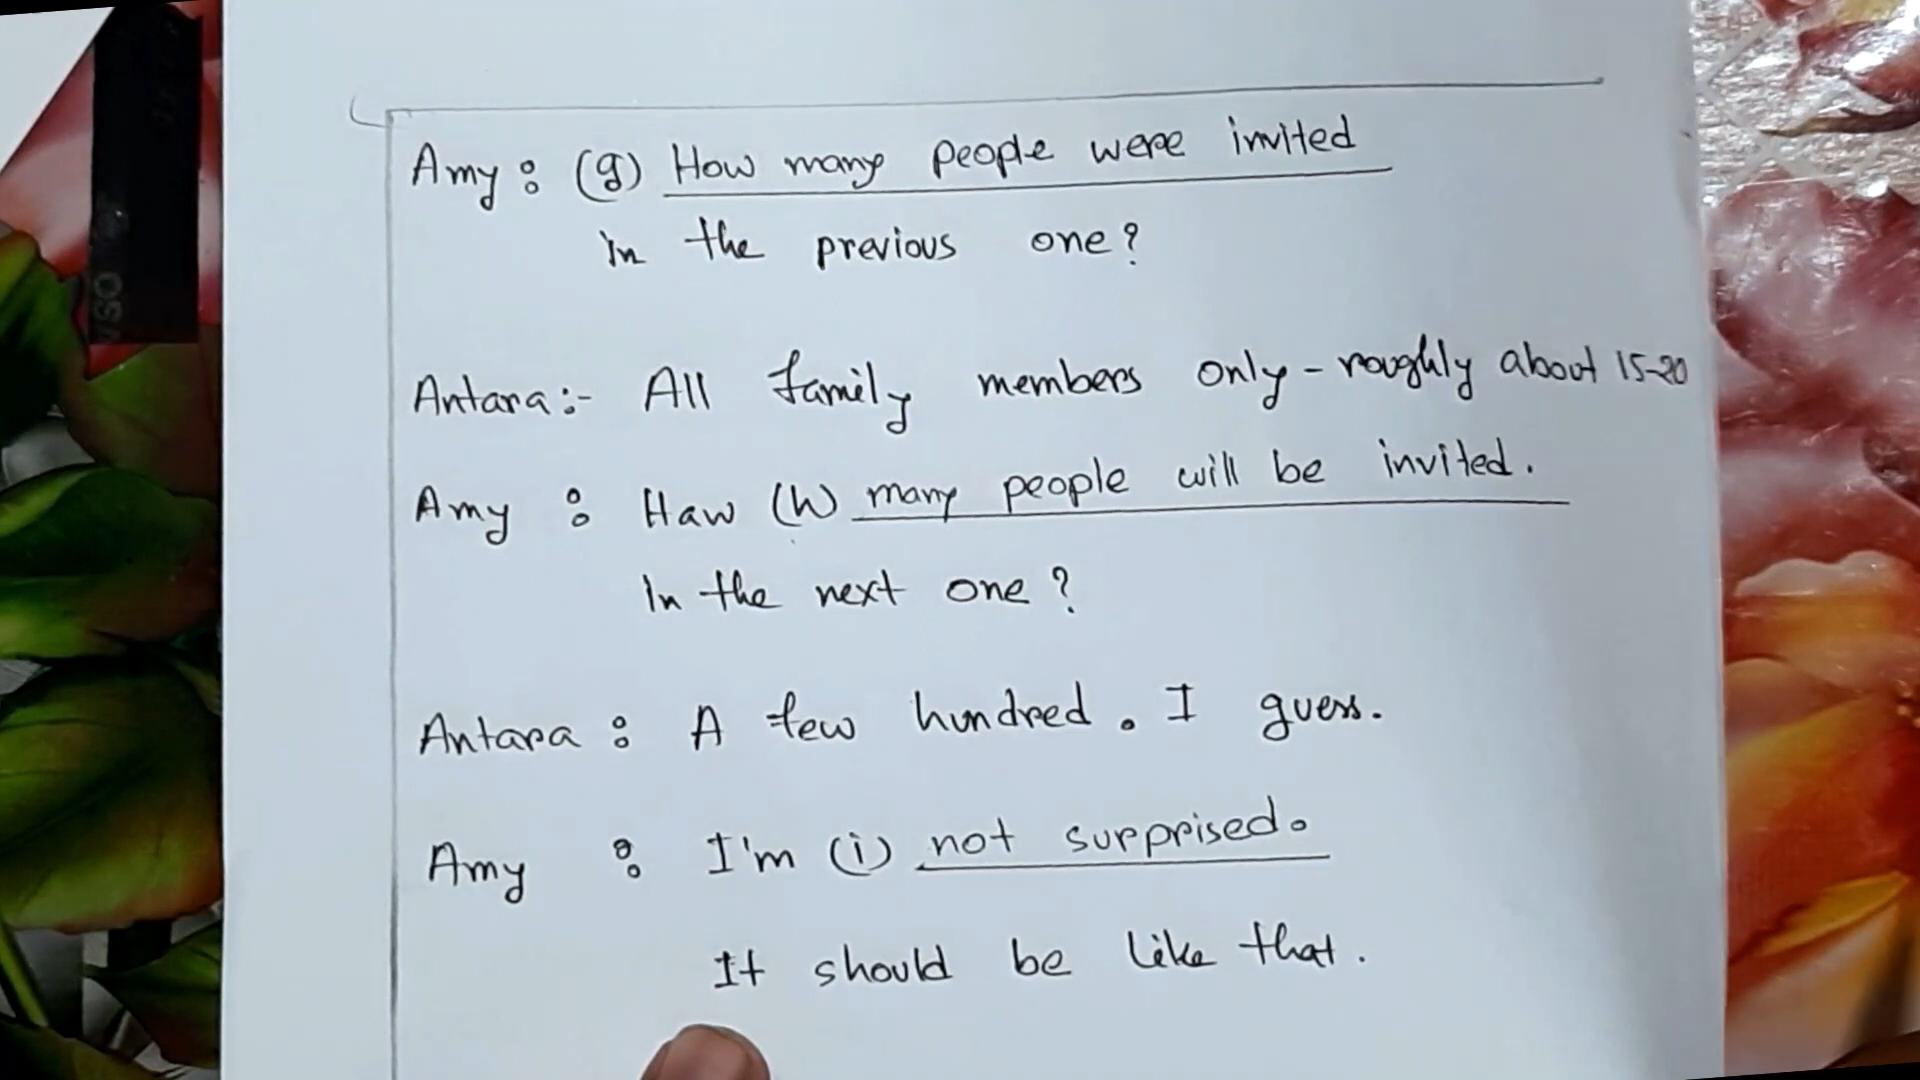 Amy : (g) How many people were invited
in the previous one?
Antara :- All family members only - roughly about 15-20
Amy : Haw (h) many people will be invited.
In the next one?
Antara : A few hundred. I guess.
Amy : I'm (i) not surprised.
It should be like that.